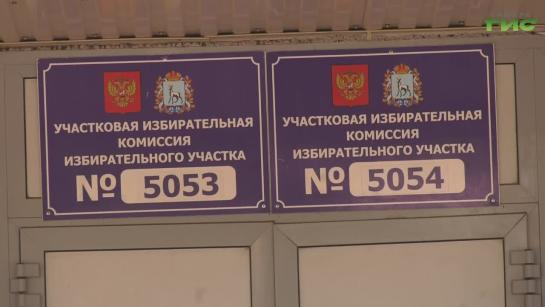 ГИС
УЧАСТКОВАЯ ИЗБИРАТЕЛЬНАЯ
КОМИССИЯ
ИЗБИРАТЕЛЬНОГО УЧАСТКА
№ 5053
УЧАСТКОВАЯ ИЗБИРАТЕЛЬНАЯ
КОМИССИЯ
ИЗБИРАТЕЛЬНОГО УЧАСТКА
№ 5054